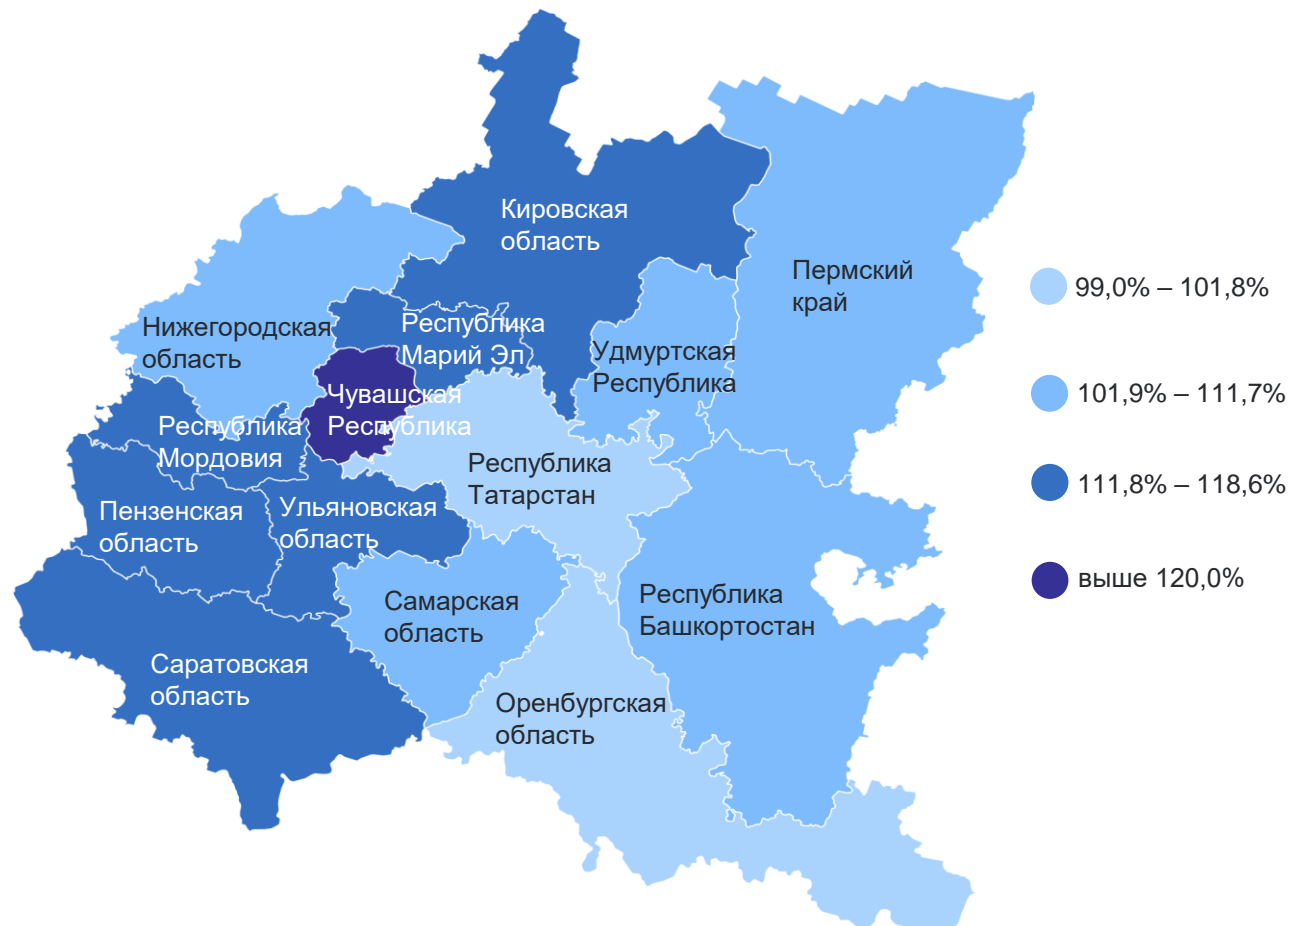 Кировская
область
Пермский
край
Нижегородская
область
Республика
Марий Эл
Удмуртская
Республика
Чувашская
Республика
Республика
Мордовия
Республика
Татарстан
Пензенская
область
Ульяновская
область
Самарская
область
Республика
Башкортостан
Саратовская
область
Оренбургская
область
99,0% – 101,8%
101,9% – 111,7%
111,8% – 118,6%
выше 120,0%